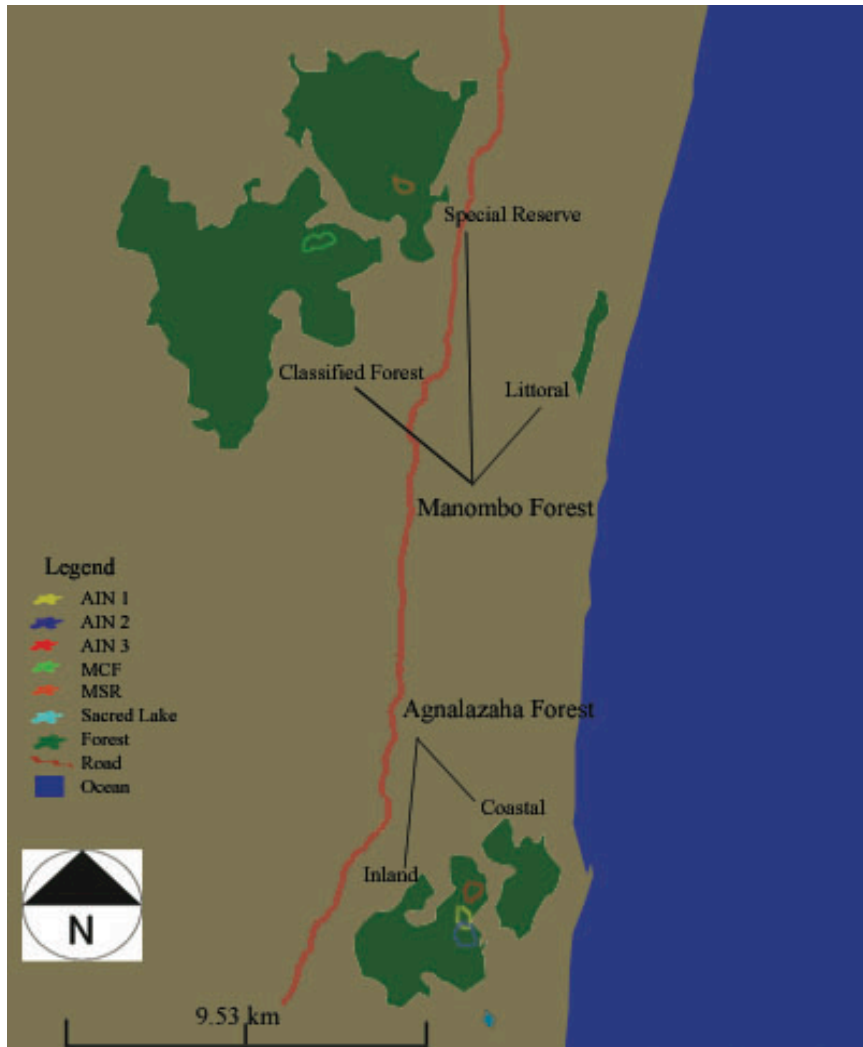 Special Reserve
Classified Forest
Littoral
Manombo Forest
Legend
AIN 1
AIN 2
AIN 3
MCF
MSR
Sacred Lake
Forest
Road
Ocean
Agnalazaha Forest
Coastal
Inland
N
9.53 km